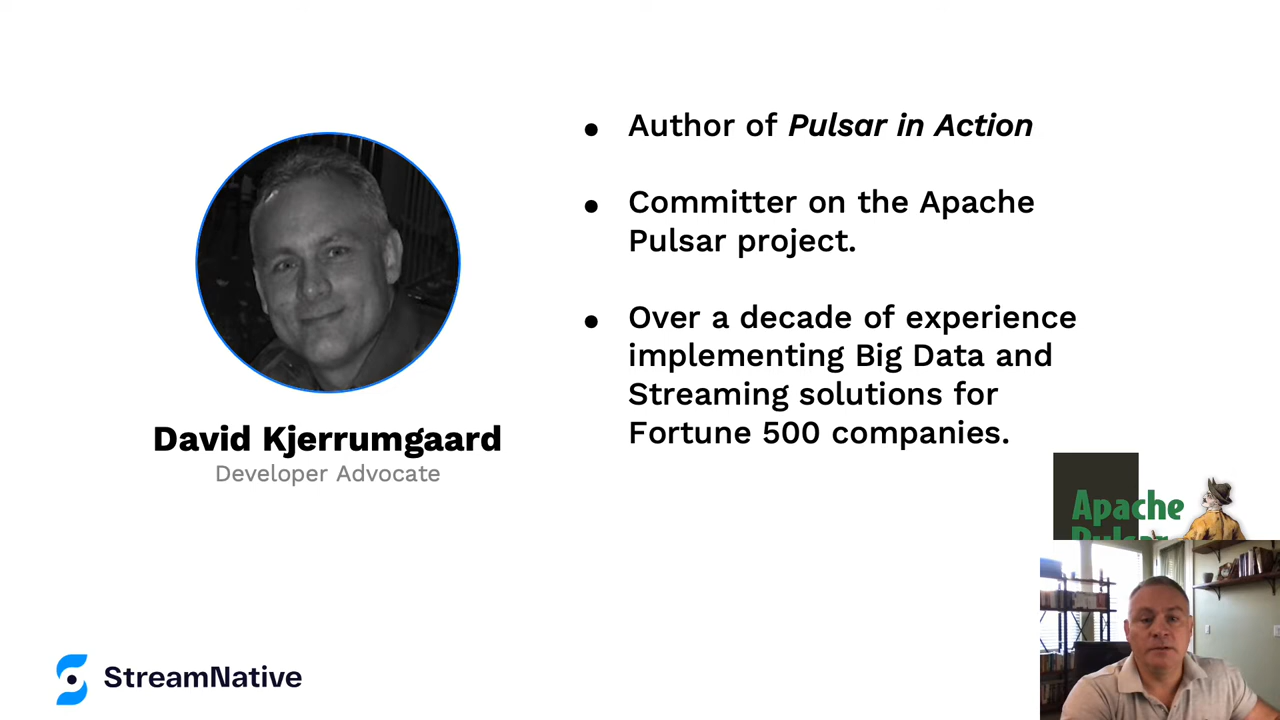 Author of Pulsar in Action
Committer on the Apache
Pulsar project.
Over a decade of experience
implementing Big Data and
Streaming solutions for
Fortune 500 companies.
David Kjerrumgaard
Developer Advocate
Apache
Pulsar
StreamNative